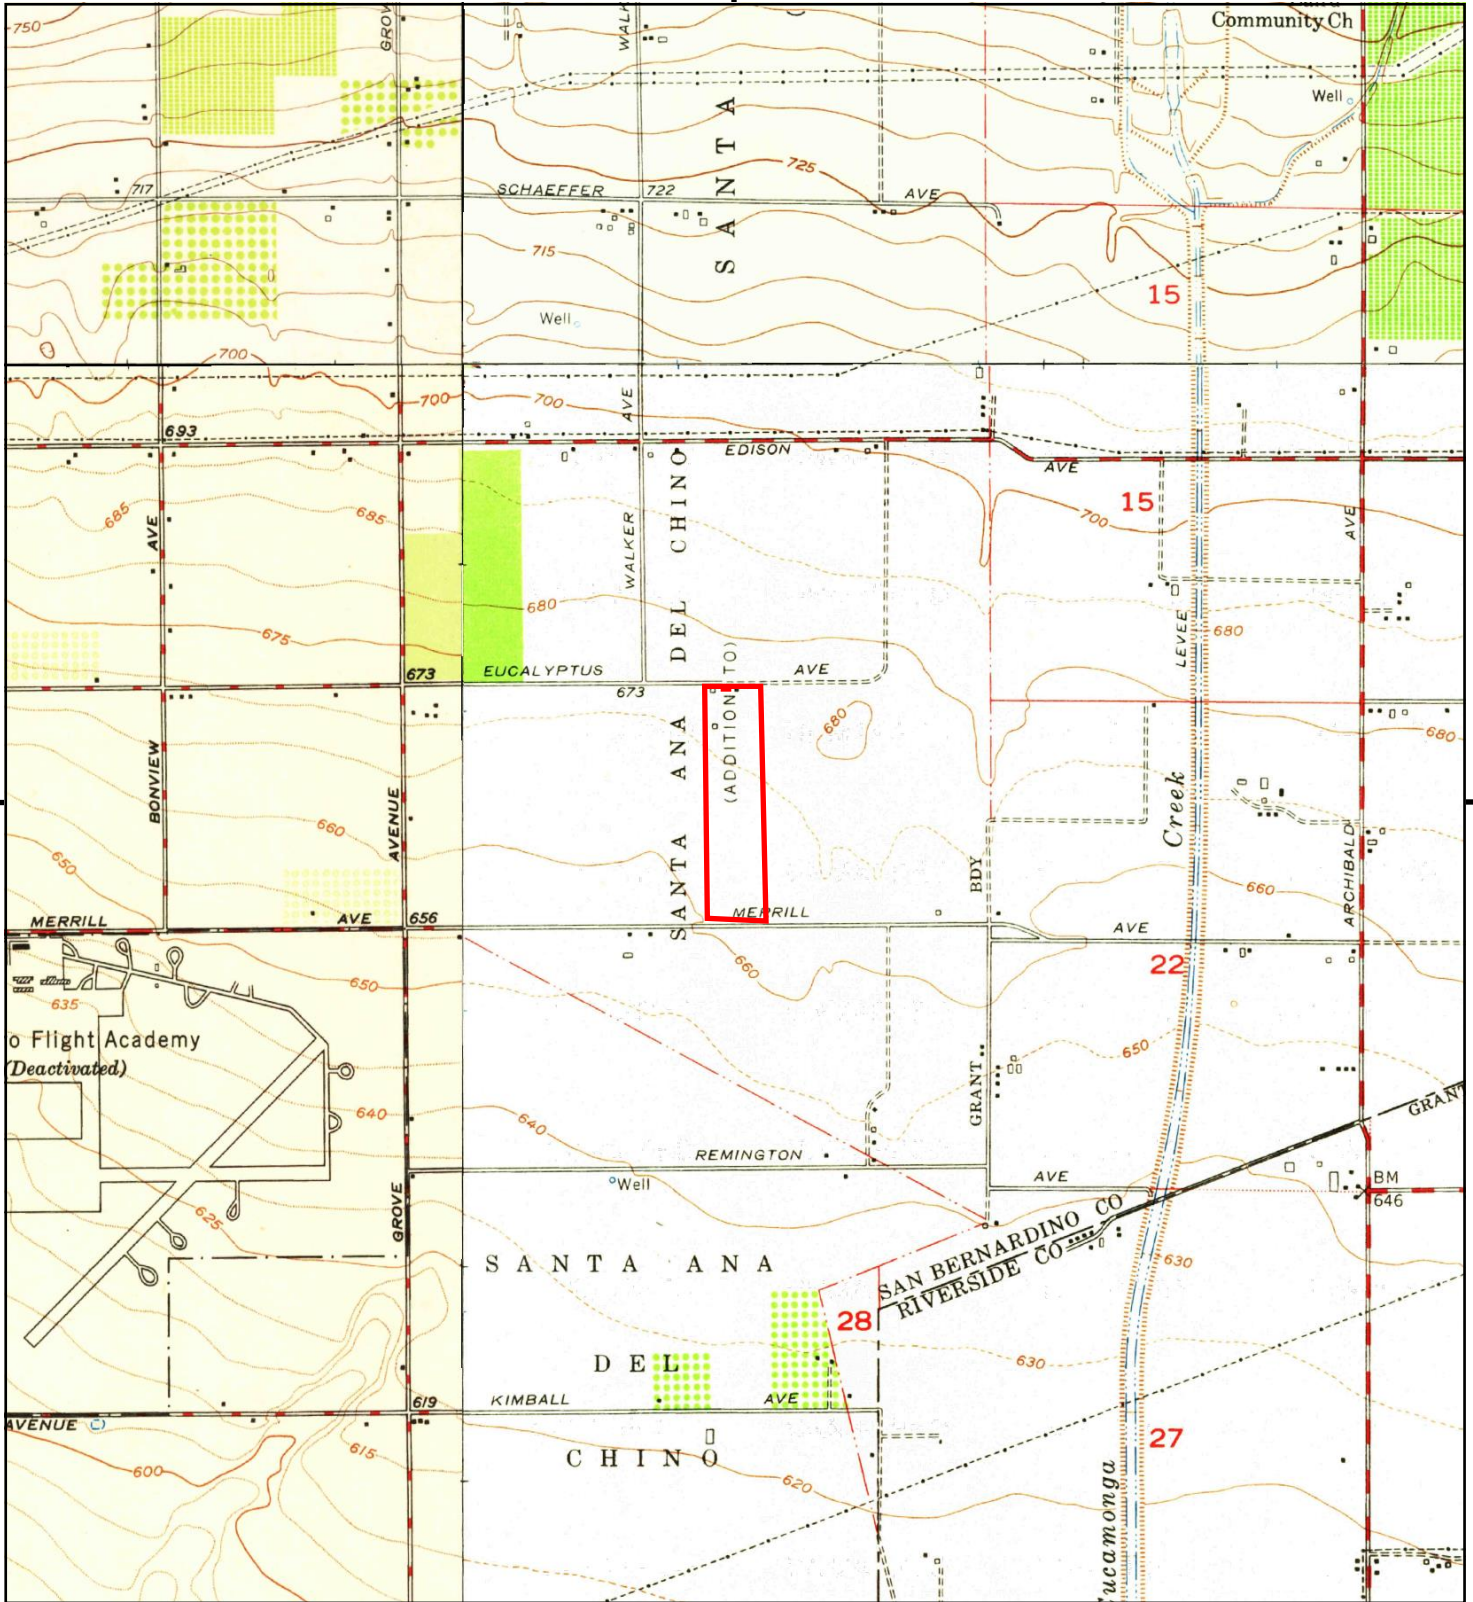 Community Ch
750
GROV
WALK
Well
SANTA
725
717
SCHAEFFER
722
AVE
715
15
Well
700
700
700
AVE
693
EDISON
AVE
685
685
AVE
WALKER
DEL CHINO
15
700
AVE
680
675
LEVEE
680
673
EUCALYPTUS
AVE
673
(ADDITION TO)
680
680
SANTA ANA
BONVIEW
AVENUE
660
650
Creek
BDY
660
ARCHIBALD
MERRILL
AVE
656
MERRILL
AVE
660
22
650
635
o Flight Academy
(Deactivated)
650
640
640
GRANT
GRANT
REMINGTON
AVE
Well
BM
646
625
GROVE
SANTA ANA
SAN BERNARDINO CO
RIVERSIDE CO
630
28
630
DEL
KIMBALL
AVE
619
AVENUE
615
600
CHINO
620
27
ucamonga